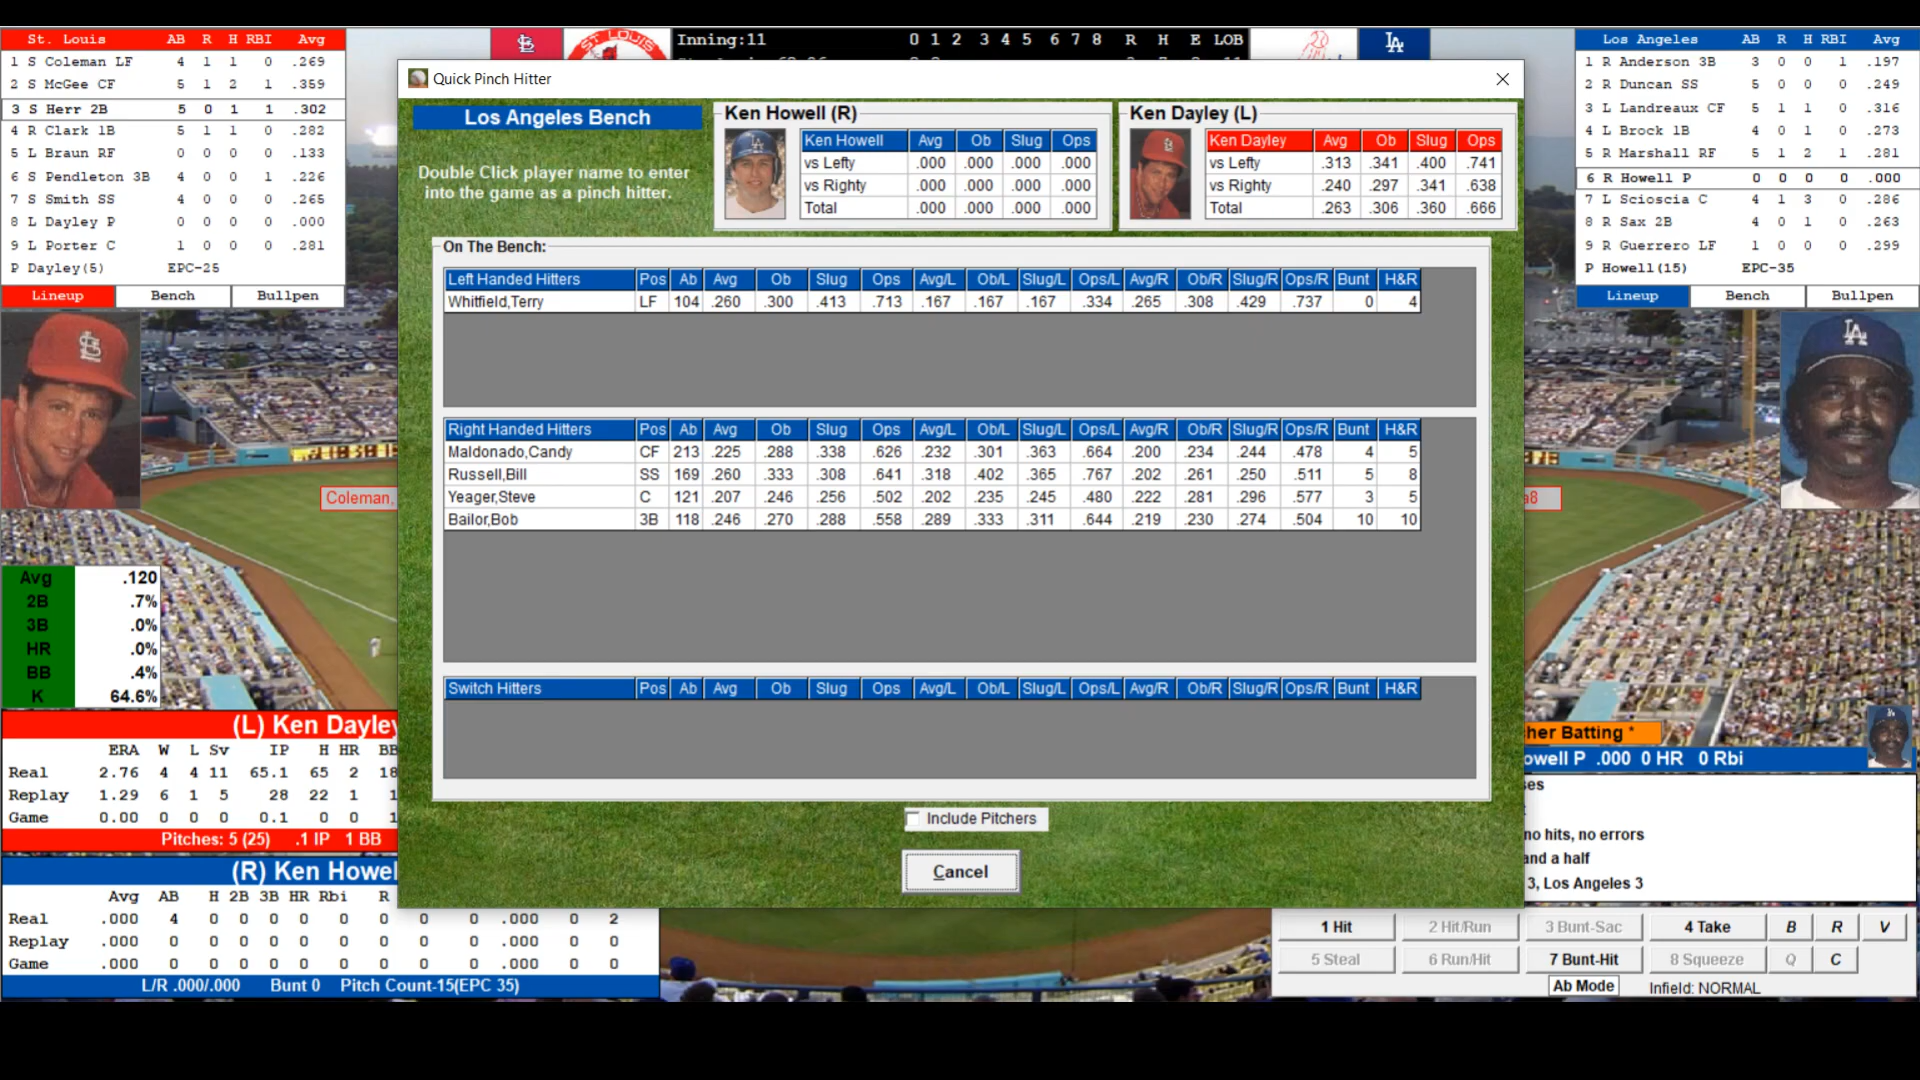 St. Louis AB R H RBI Avg
1 S Coleman LF 4 1 1 0 .269
2 S McGee CF 5 1 2 1 .359
3 S Herr 2B 5 0 1 1 .302
4 R Clark 1B 5 1 1 0 .282
5 L Braun RF 0 0 0 0 .133
6 S Pendleton 3B 4 0 0 1 .226
7 S Smith SS 4 0 0 0 .265
8 L Dayley P 0 0 0 0 .000
9 L Porter C 1 0 0 0 .281
P Dayley(5) EPC-25
Lineup Bench Bullpen
Inning:11 0 1 2 3 4 5 6 7 8 R H E LOB
ST LOUIS
LA
Los Angeles AB R H RBI Avg
1 R Anderson 3B 3 0 0 1 .197
2 R Duncan SS 5 0 0 0 .249
3 L Landreaux CF 5 1 1 0 .316
4 L Brock 1B 4 0 1 0 .273
5 R Marshall RF 5 1 2 1 .281
6 R Howell P 0 0 0 0 .000
7 L Scioscia C 4 1 3 0 .286
8 R Sax 2B 4 0 1 0 .263
9 R Guerrero LF 1 0 0 0 .299
P Howell(15) EPC-35
Lineup Bench Bullpen
Quick Pinch Hitter
Los Angeles Bench
Double Click player name to enter
into the game as a pinch hitter.
Ken Howell (R)
Ken Howell Avg Ob Slug Ops
vs Lefty .000 .000 .000 .000
vs Righty .000 .000 .000 .000
Total .000 .000 .000 .000
Ken Dayley (L)
Ken Dayley Avg Ob Slug Ops
vs Lefty .313 .341 .400 .741
vs Righty .240 .297 .341 .638
Total .263 .306 .360 .666
On The Bench:
Left Handed Hitters Pos Ab Avg Ob Slug Ops Avg/L Ob/L Slug/L Ops/L Avg/R Ob/R Slug/R Ops/R Bunt H&R
Whitfield,Terry LF 104 .260 .300 .413 .713 .167 .167 .167 .334 .265 .308 .429 .737 0 4
Right Handed Hitters Pos Ab Avg Ob Slug Ops Avg/L Ob/L Slug/L Ops/L Avg/R Ob/R Slug/R Ops/R Bunt H&R
Maldonado,Candy CF 213 .225 .288 .338 .626 .232 .301 .363 .664 .200 .234 .244 .478 4 5
Russell,Bill SS 169 .260 .333 .308 .641 .318 .402 .365 .767 .202 .261 .250 .511 5 8
Yeager,Steve C 121 .207 .246 .256 .502 .202 .235 .245 .480 .222 .281 .296 .577 3 5
Bailor,Bob 3B 118 .246 .270 .288 .558 .289 .333 .311 .644 .219 .230 .274 .504 10 10
Switch Hitters Pos Ab Avg Ob Slug Ops Avg/L Ob/L Slug/L Ops/L Avg/R Ob/R Slug/R Ops/R Bunt H&R
Include Pitchers
Cancel
Coleman,
a8
Avg .120
2B .7%
3B .0%
HR .0%
BB .4%
K 64.6%
(L) Ken Dayley
ERA W L Sv IP H HR BB
Real 2.76 4 4 11 65.1 65 2 18
Replay 1.29 6 1 5 28 22 1 1
Game 0.00 0 0 0 0.1 0 0 1
Pitches: 5 (25) .1 IP 1 BB
(R) Ken Howel
Avg AB H 2B 3B HR Rbi R
Real .000 4 0 0 0 0 0 0 0 0 .000 0 2
Replay .000 0 0 0 0 0 0 0 0 0 .000 0 0
Game .000 0 0 0 0 0 0 0 0 0 .000 0 0
L/R .000/.000 Bunt 0 Pitch Count-15(EPC 35)
her Batting *
owell P .000 0 HR 0 Rbi
es
no hits, no errors
and a half
3, Los Angeles 3
1 Hit 2 Hit/Run 3 Bunt-Sac 4 Take B R V
5 Steal 6 Run/Hit 7 Bunt-Hit 8 Squeeze Q C
Ab Mode Infield: NORMAL